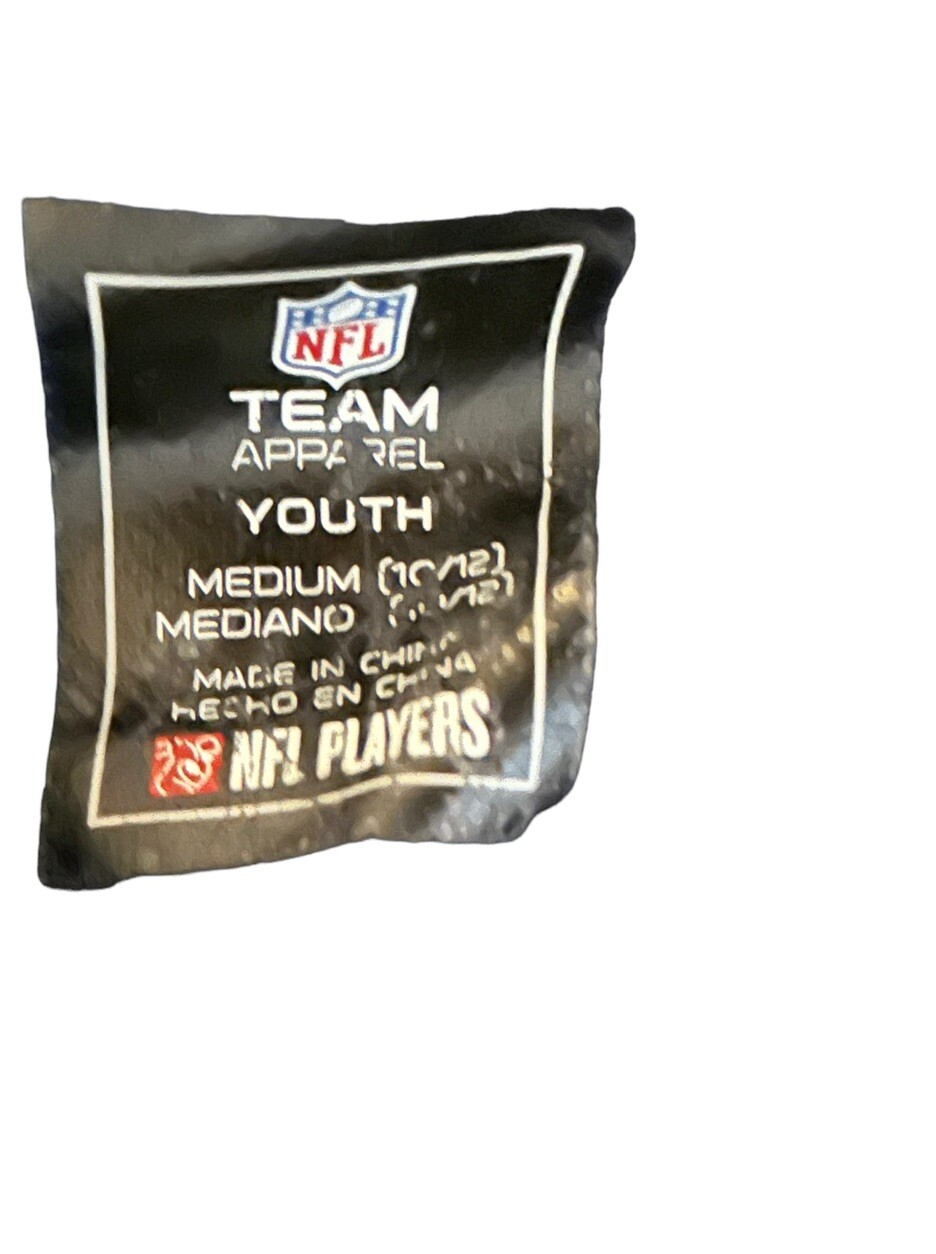 NFL
TEAM
APPAREL
YOUTH
MEDIUM (10/12)
MEDIANO
MADE IN CHINA
HECHO EN CHINA
NFL PLAYERS